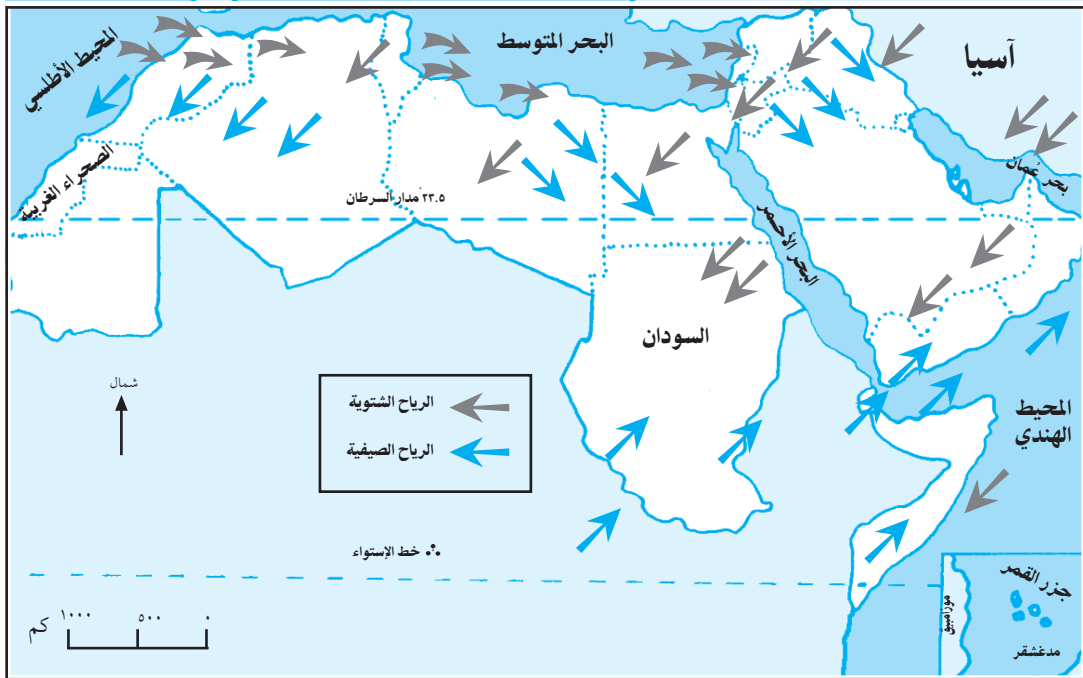 المحيط الأطلسي
البحر المتوسط
آسيا
الصحراء الغربية
بحر عُمان
٢٣.٥ مدار السرطان
البحر الأحمر
السودان
شمال
الرياح الشتوية
الرياح الصيفية
المحيط
الهندي
خط الإستواء
جزر القمر
موزامبيق
مدغشقر
١٠٠٠ ٥٠٠ ٠
كم